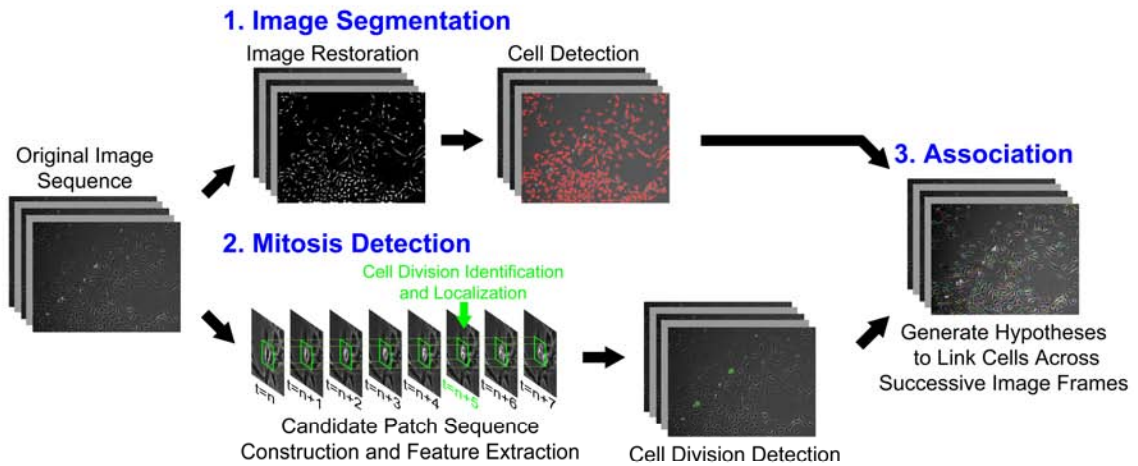 1. Image Segmentation
Image Restoration
Cell Detection
Original Image
Sequence
3. Association
2. Mitosis Detection
Cell Division Identification
and Localization
t=n
t=n+1
t=n+2
t=n+3
t=n+4
t=n+5
t=n+6
t=n+7
Candidate Patch Sequence
Construction and Feature Extraction
Cell Division Detection
Generate Hypotheses
to Link Cells Across
Successive Image Frames